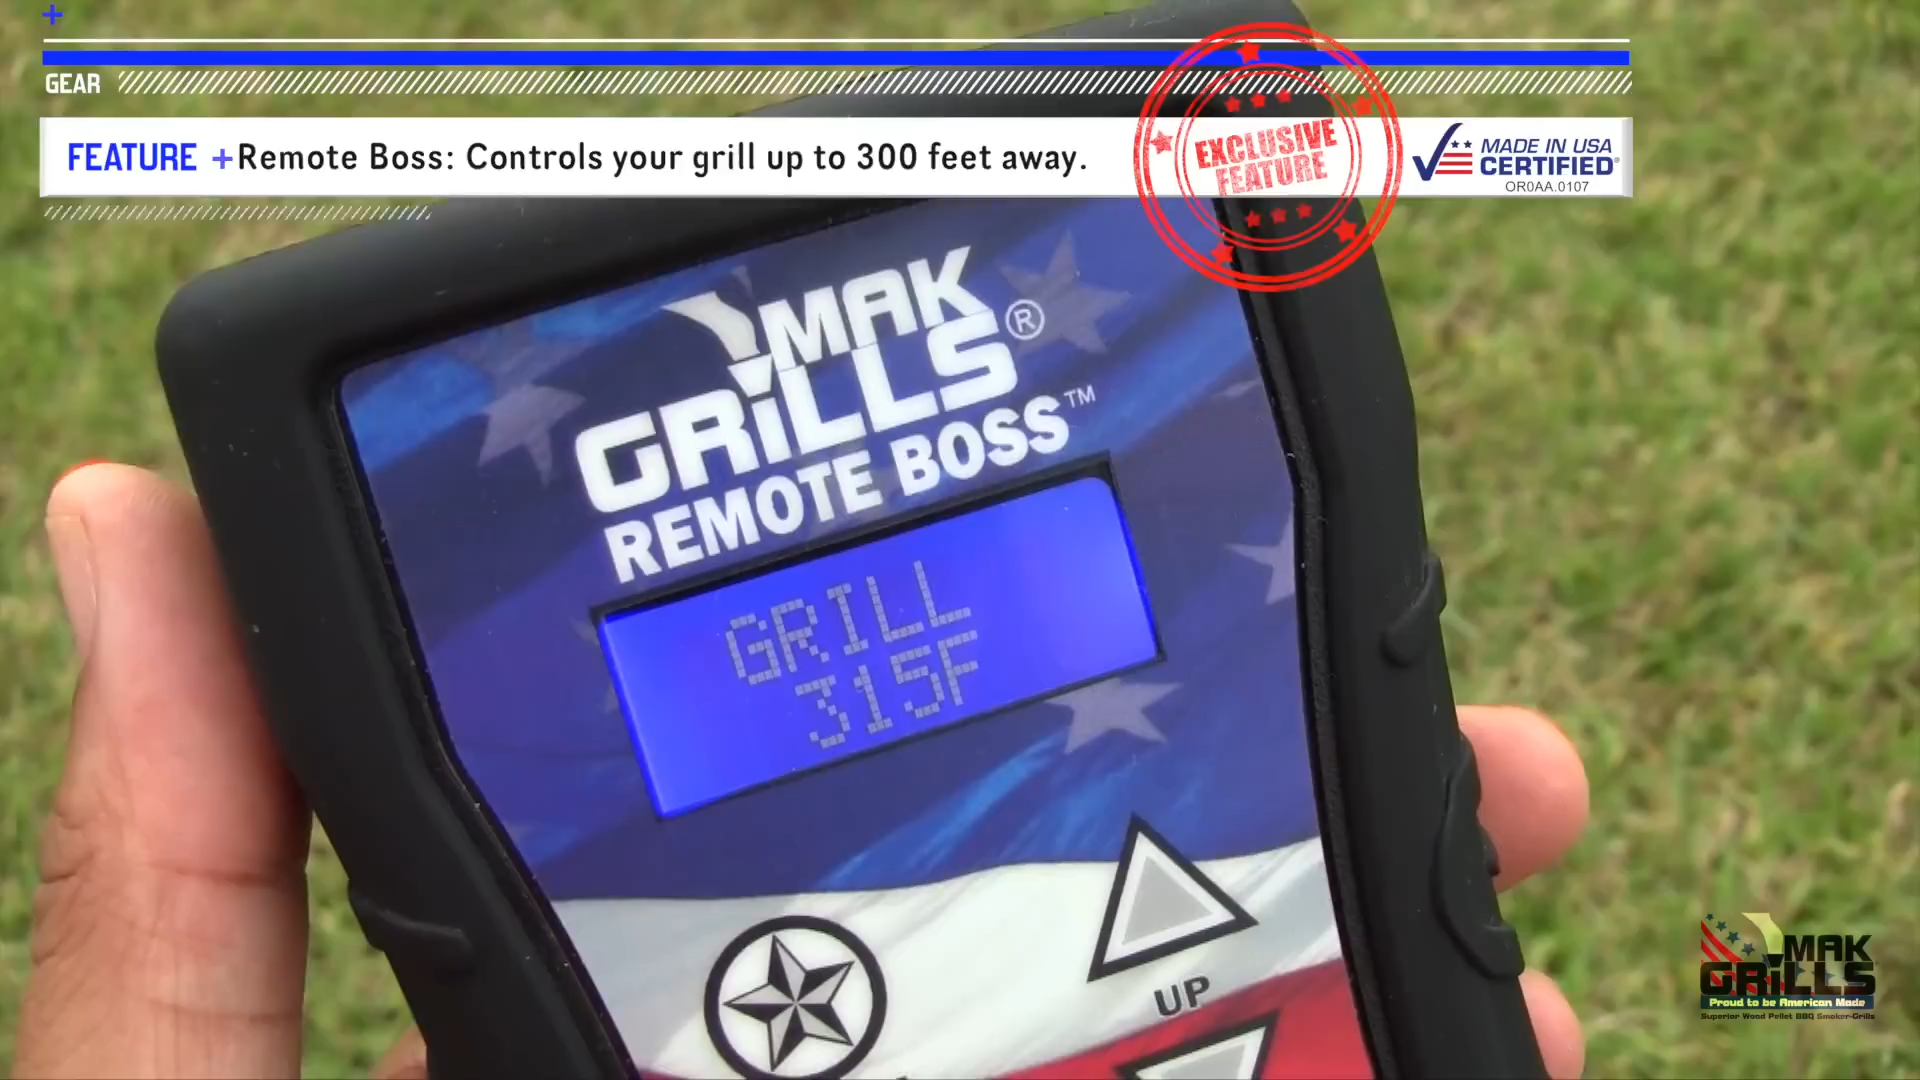 GEAR
FEATURE +Remote Boss: Controls your grill up to 300 feet away.
EXCLUSIVE
FEATURE
MADE IN USA
CERTIFIED®
OR0AA.0107
MAK
GRiLLS®
REMOTE BOSS™
GRILL
315F
UP
MAK
GRiLLS
Proud to be American Made
Superior Wood Pellet BBQ Smoker-Grills